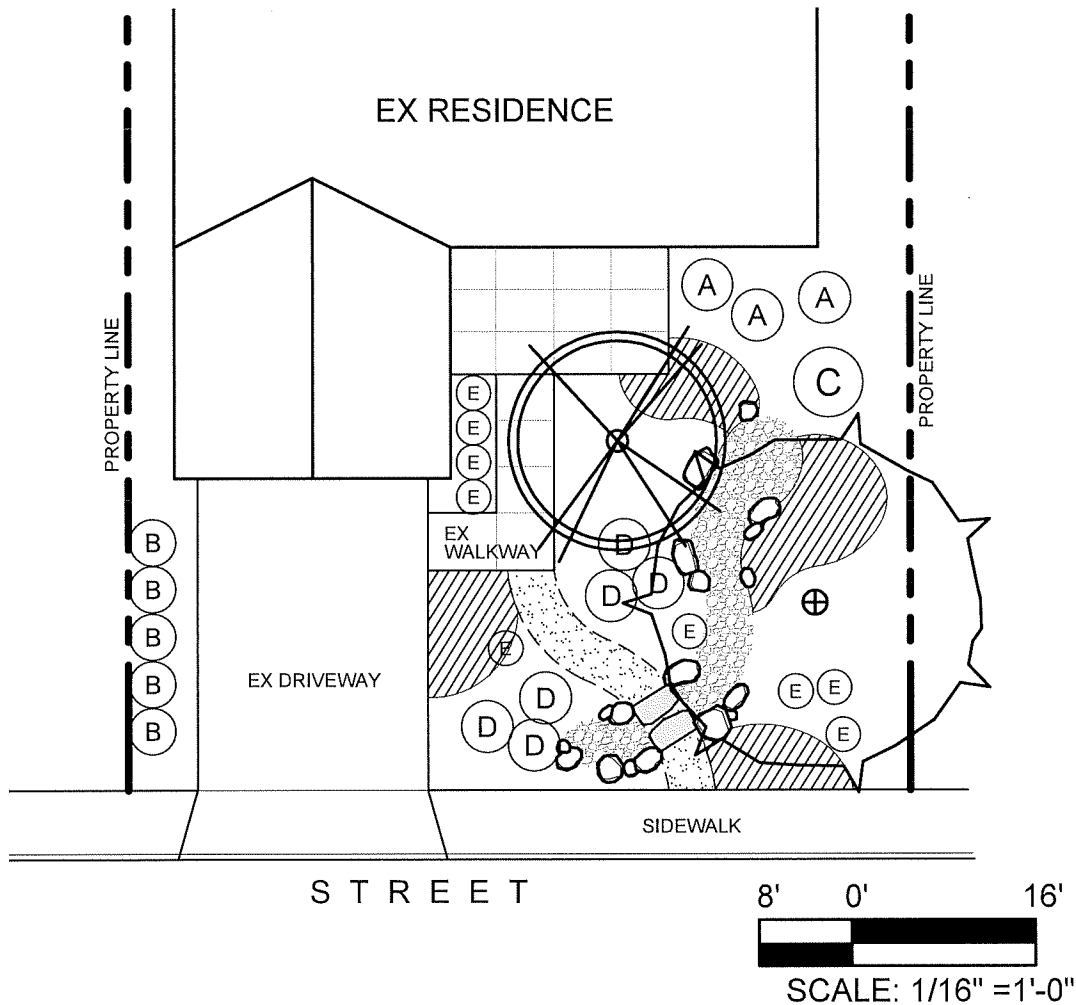 EX RESIDENCE
PROPERTY LINE
PROPERTY LINE
A
A
A
C
E
E
E
E
EX
WALKWAY
B
B
B
B
B
D
D
D
E
E
EX DRIVEWAY
D
D
D
E
E
E
SIDEWALK
S T R E E T
8' 0' 16'
SCALE: 1/16" =1'-0"